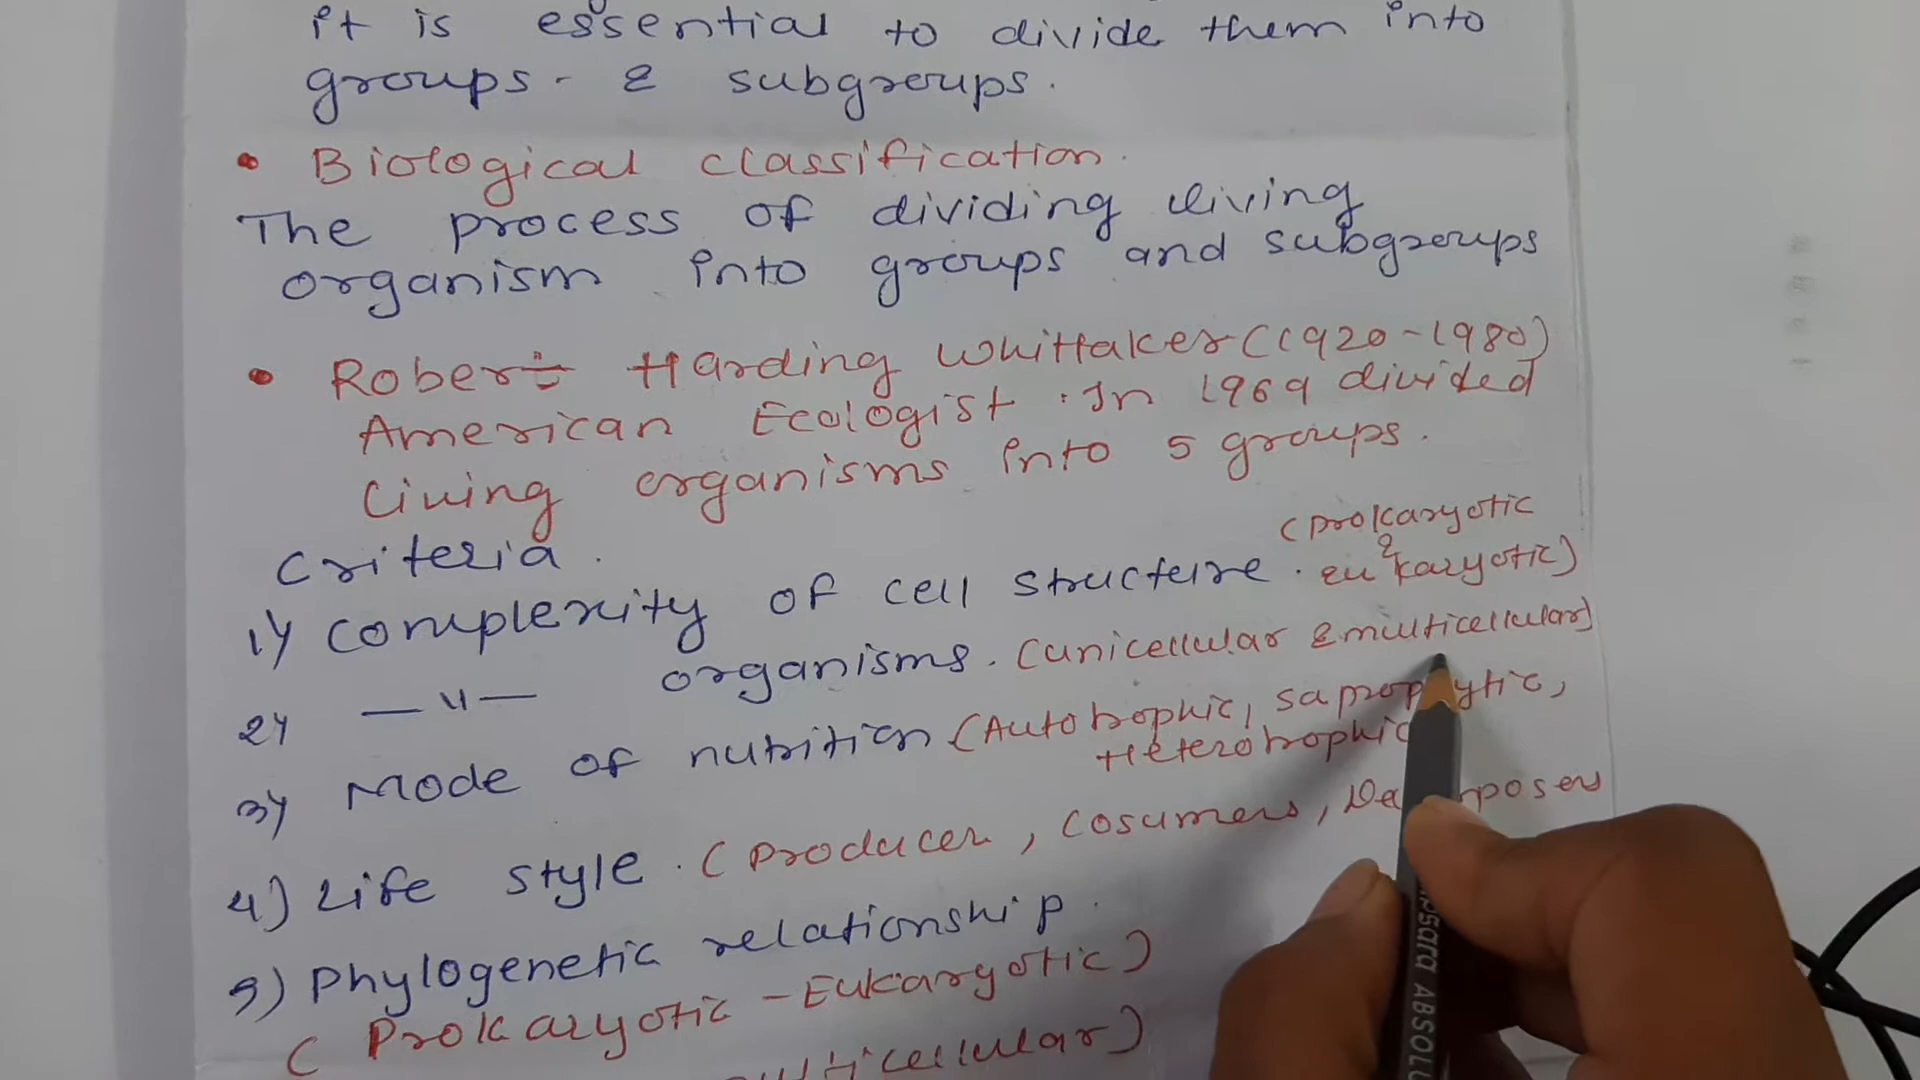 it is essential to divide them into
groups - & subgroups.
• Biological classification.
The process of dividing living
organism into groups and subgroups
• Robert Harding Whittaker (1920-1980)
American Ecologist. In 1969 divided
living organisms into 5 groups.
Criteria.
1) Complexity of cell structure. (prokaryotic & eukaryotic)
2) —"— organisms. (unicellular & multicellular)
3) Mode of nutrition (Autotrophic, saprophytic,
Heterotrophic
4) Life style. (Producer, Cosumers,
5) Phylogenetic relationship.
( Prokaryotic - Eukaryotic)
multicellular)
apsara ABSOLU